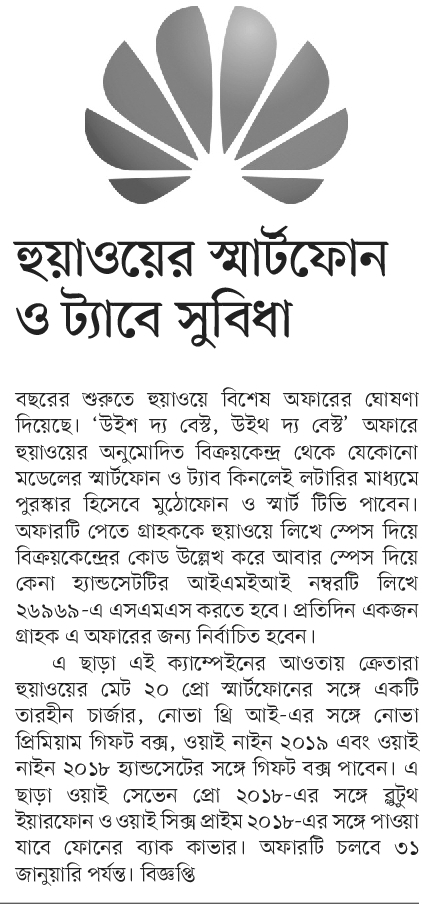 হুয়াওয়ের স্মার্টফোন
ও ট্যাবে সুবিধা
বছরের শুরুতে হুয়াওয়ে বিশেষ অফারের ঘোষণা
দিয়েছে। ‘উইশ দ্য বেস্ট, উইথ দ্য বেস্ট’ অফারে
হুয়াওয়ের অনুমোদিত বিক্রয়কেন্দ্র থেকে যেকোনো
মডেলের স্মার্টফোন ও ট্যাব কিনলেই লটারির মাধ্যমে
পুরস্কার হিসেবে মুঠোফোন ও স্মার্ট টিভি পাবেন।
অফারটি পেতে গ্রাহককে হুয়াওয়ে লিখে স্পেস দিয়ে
বিক্রয়কেন্দ্রের কোড উল্লেখ করে আবার স্পেস দিয়ে
কেনা হ্যান্ডসেটটির আইএমইআই নম্বরটি লিখে
২৬৯৬৯-এ এসএমএস করতে হবে। প্রতিদিন একজন
গ্রাহক এ অফারের জন্য নির্বাচিত হবেন।
এ ছাড়া এই ক্যাম্পেইনের আওতায় ক্রেতারা
হুয়াওয়ের মেট ২০ প্রো স্মার্টফোনের সঙ্গে একটি
তারহীন চার্জার, নোভা থ্রি আই-এর সঙ্গে নোভা
প্রিমিয়াম গিফট বক্স, ওয়াই নাইন ২০১৯ এবং ওয়াই
নাইন ২০১৮ হ্যান্ডসেটের সঙ্গে গিফট বক্স পাবেন। এ
ছাড়া ওয়াই সেভেন প্রো ২০১৮-এর সঙ্গে ব্লুটুথ
ইয়ারফোন ও ওয়াই সিক্স প্রাইম ২০১৮-এর সঙ্গে পাওয়া
যাবে ফোনের ব্যাক কাভার। অফারটি চলবে ৩১
জানুয়ারি পর্যন্ত। বিজ্ঞপ্তি